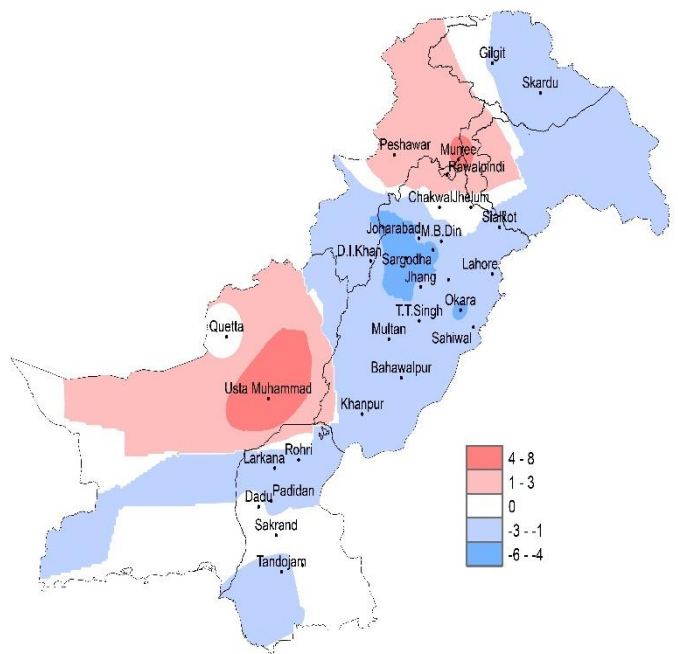 Gilgit
Skardu
Peshawar
Murree
Rawalpindi
Chakwal
Jhelum
Sialkot
Joharabad
M.B.Din
D.I.Khan
Sargodha
Lahore
Jhang
Okara
T.T.Singh
Quetta
Multan
Sahiwal
Bahawalpur
Usta Muhammad
Khanpur
Rohri
Larkana
Padidan
Dadu
Sakrand
Tandojam
4 - 8
1 - 3
0
-3 --1
-6 --4